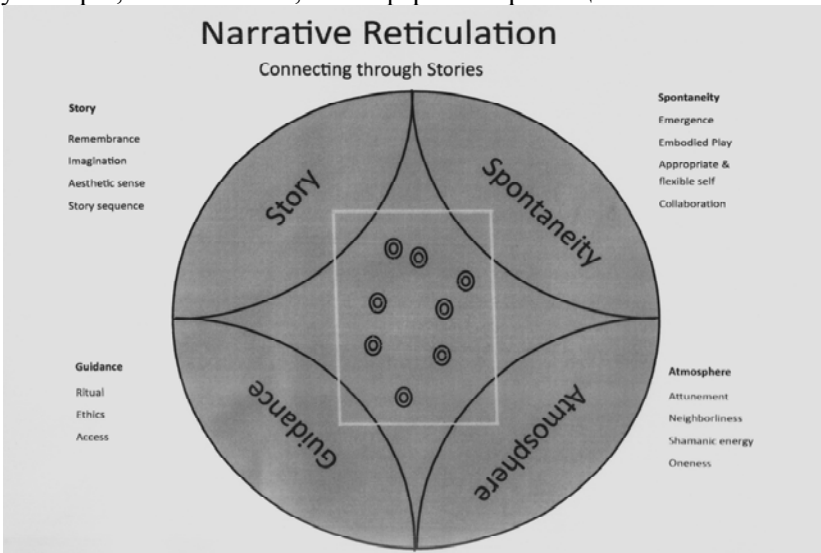 Narrative Reticulation
Connecting through Stories
Story
Remembrance
Imagination
Aesthetic sense
Story sequence
Spontaneity
Emergence
Embodied Play
Appropriate &
flexible self
Collaboration
Story
Spontaneity
Guidance
Atmosphere
Guidance
Ritual
Ethics
Access
Atmosphere
Attunement
Neighborliness
Shamanic energy
Oneness